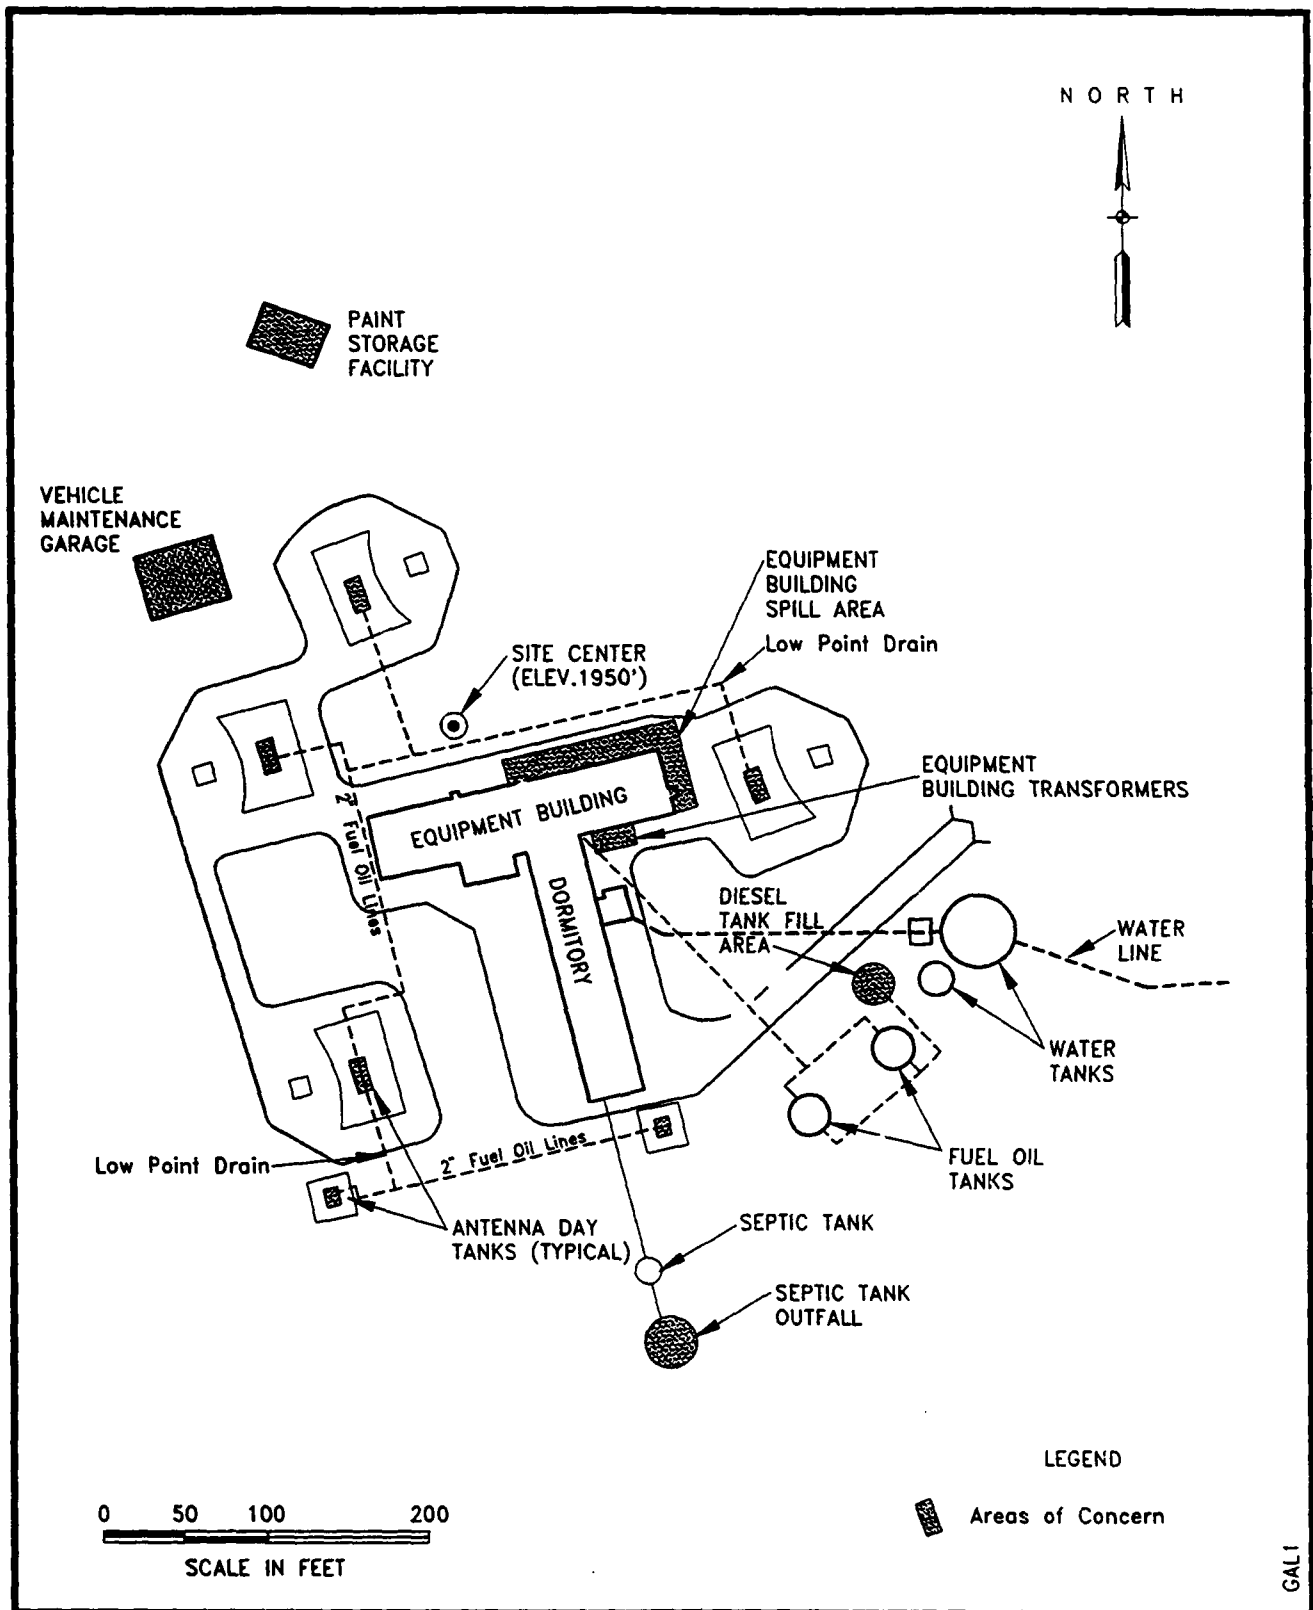 N O R T H
PAINT
STORAGE
FACILITY
VEHICLE
MAINTENANCE
GARAGE
EQUIPMENT
BUILDING
SPILL AREA
Low Point Drain
SITE CENTER
(ELEV.1950')
EQUIPMENT
BUILDING TRANSFORMERS
2" Fuel Oil Lines
EQUIPMENT BUILDING
DORMITORY
DIESEL
TANK FILL
AREA
WATER
LINE
WATER
TANKS
FUEL OIL
TANKS
Low Point Drain
2" Fuel Oil Lines
ANTENNA DAY
TANKS (TYPICAL)
SEPTIC TANK
SEPTIC TANK
OUTFALL
LEGEND
Areas of Concern
0 50 100 200
SCALE IN FEET
GAL1